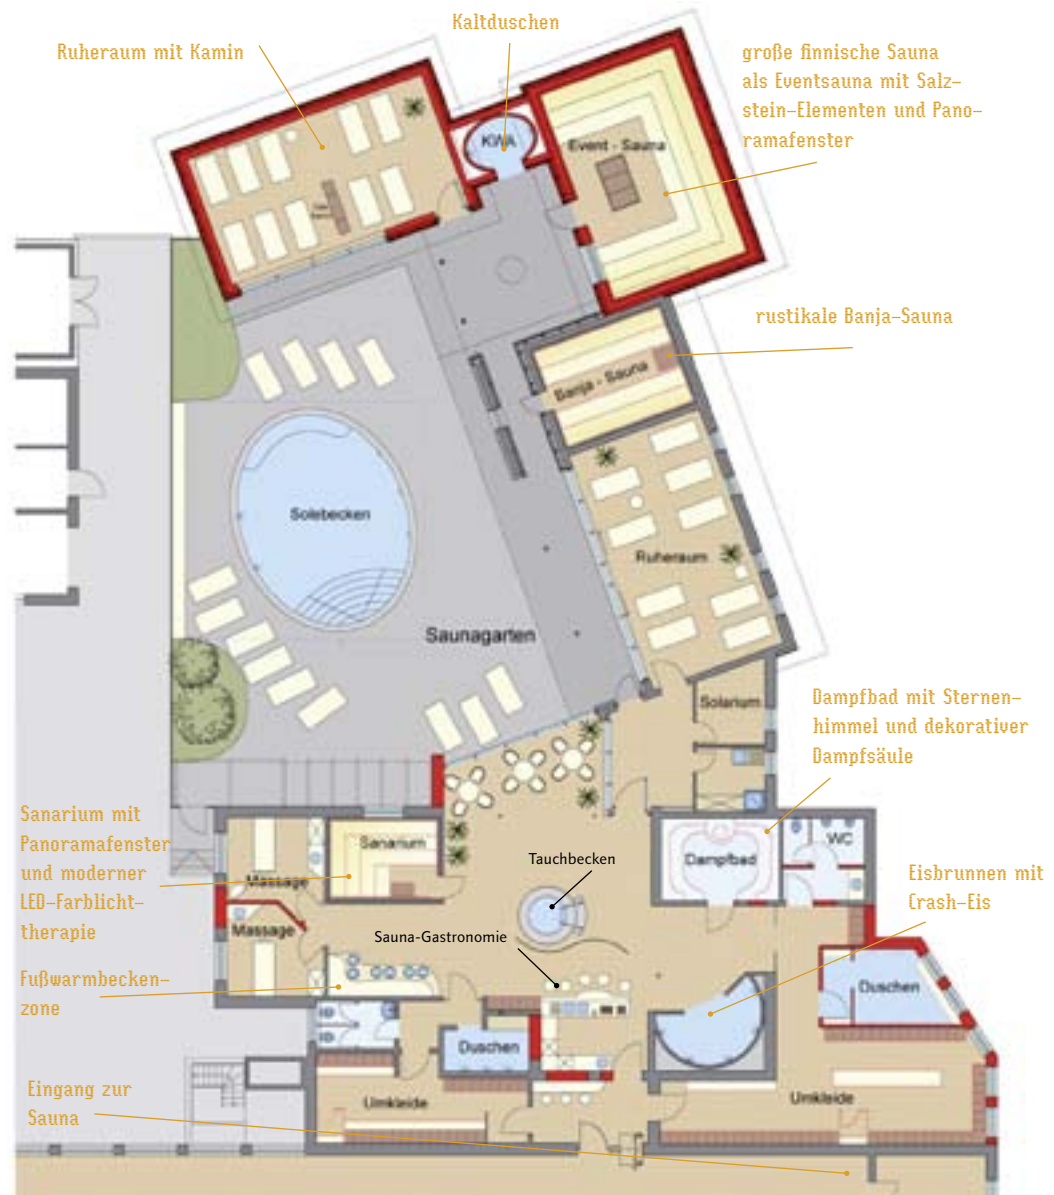 Kaltduschen
Ruheraum mit Kamin
große finnische Sauna
als Eventsauna mit Salz-
stein-Elementen und Pano-
ramafenster
KWA
Event - Sauna
rustikale Banja-Sauna
Banja - Sauna
Solebecken
Ruheraum
Saunagarten
Solarium
Dampfbad mit Sternen-
himmel und dekorativer
Dampfsäule
Sanarium mit
Panoramafenster
und moderner
LED-Farblicht-
therapie
Sanarium
Massage
Massage
Tauchbecken
Sauna-Gastronomie
Dampfbad
WC
Eisbrunnen mit
Crash-Eis
Fußwarmbecken-
zone
Duschen
Duschen
Umkleide
Umkleide
Eingang zur
Sauna